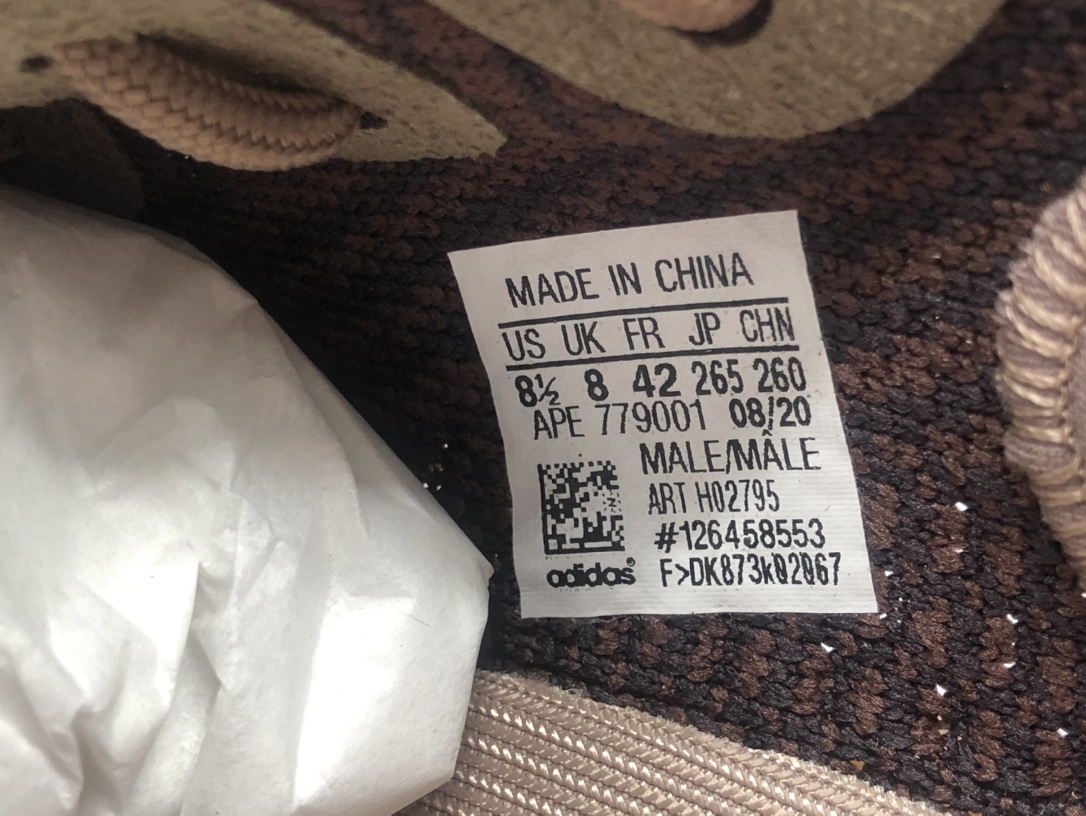 MADE IN CHINA
US UK FR JP CHN
8½ 8 42 265 260
APE 779001 08/20
MALE/MÂLE
ART H02795
#126458553
adidas® F>DK873k02067